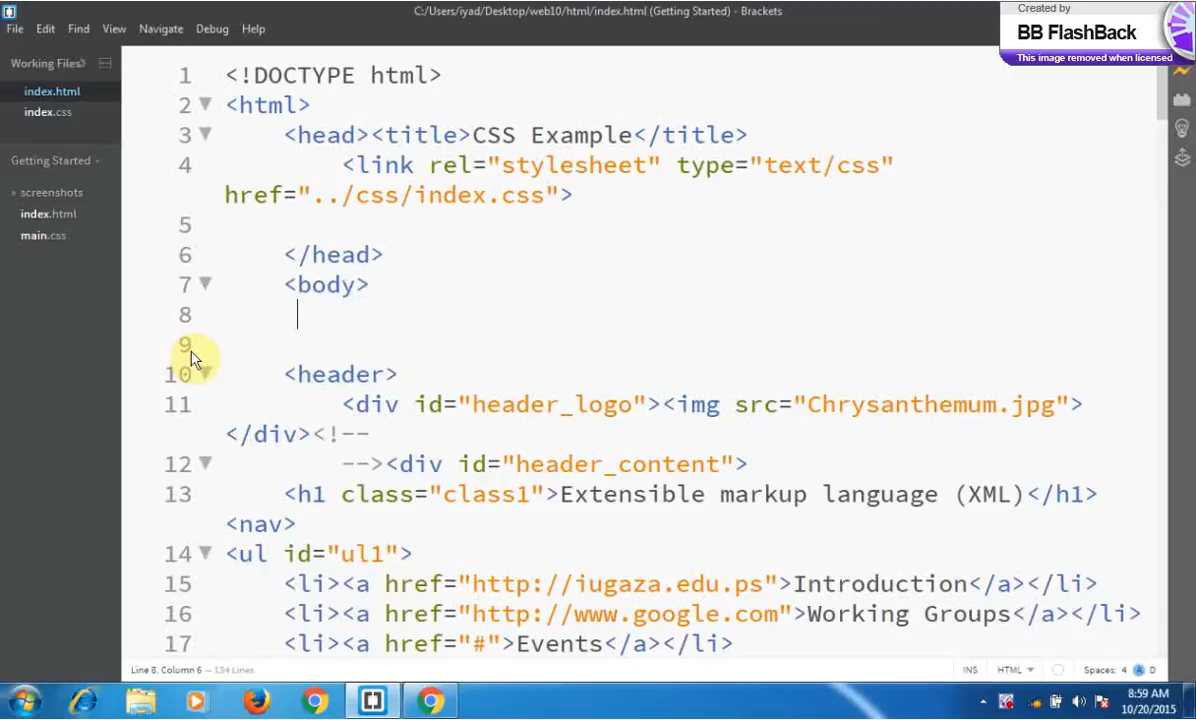 C:/Users/iyad/Desktop/web10/html/index.html (Getting Started) - Brackets
Created by
BB FlashBack
This image removed when licensed
File Edit Find View Navigate Debug Help
Working Files
index.html
index.css
Getting Started
screenshots
index.html
main.css
1 <!DOCTYPE html>
2 <html>
3 <head><title>CSS Example</title>
4 <link rel="stylesheet" type="text/css"
href="../css/index.css">
5
6 </head>
7 <body>
8
9
10 <header>
11 <div id="header_logo"><img src="Chrysanthemum.jpg">
</div><!--
12 --><div id="header_content">
13 <h1 class="class1">Extensible markup language (XML)</h1>
<nav>
14 <ul id="ul1">
15 <li><a href="http://iugaza.edu.ps">Introduction</a></li>
16 <li><a href="http://www.google.com">Working Groups</a></li>
17 <li><a href="#">Events</a></li>
Line 8, Column 6 — 134 Lines
INS HTML Spaces: 4 D
8:59 AM
10/20/2015